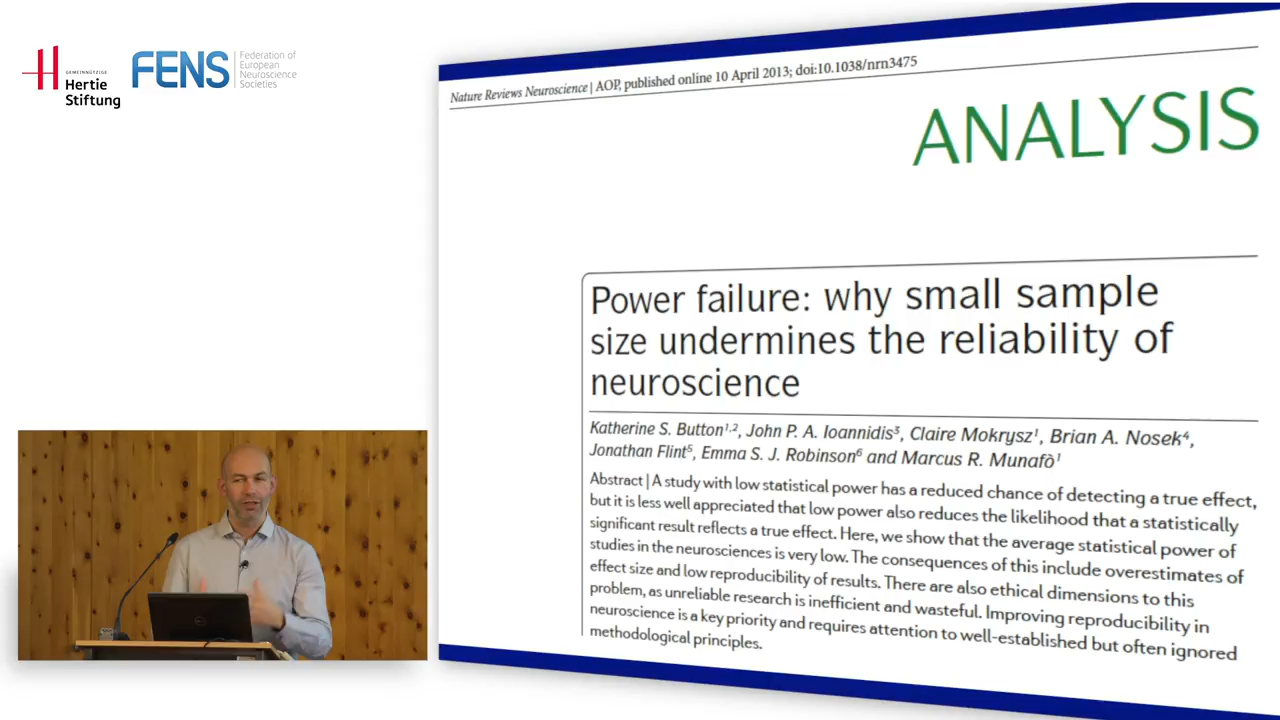 GEMEINNÜTZIGE
Hertie
Stiftung
FENS
Federation of
European
Neuroscience
Societies
Nature Reviews Neuroscience | AOP, published online 10 April 2013; doi:10.1038/nrn3475
ANALYSIS
Power failure: why small sample
size undermines the reliability of
neuroscience
Katherine S. Button1,2, John P. A. Ioannidis3, Claire Mokrysz1, Brian A. Nosek4,
Jonathan Flint5, Emma S. J. Robinson6 and Marcus R. Munafò1
Abstract | A study with low statistical power has a reduced chance of detecting a true effect,
but it is less well appreciated that low power also reduces the likelihood that a statistically
significant result reflects a true effect. Here, we show that the average statistical power of
studies in the neurosciences is very low. The consequences of this include overestimates of
effect size and low reproducibility of results. There are also ethical dimensions to this
problem, as unreliable research is inefficient and wasteful. Improving reproducibility in
neuroscience is a key priority and requires attention to well-established but often ignored
methodological principles.
DELL